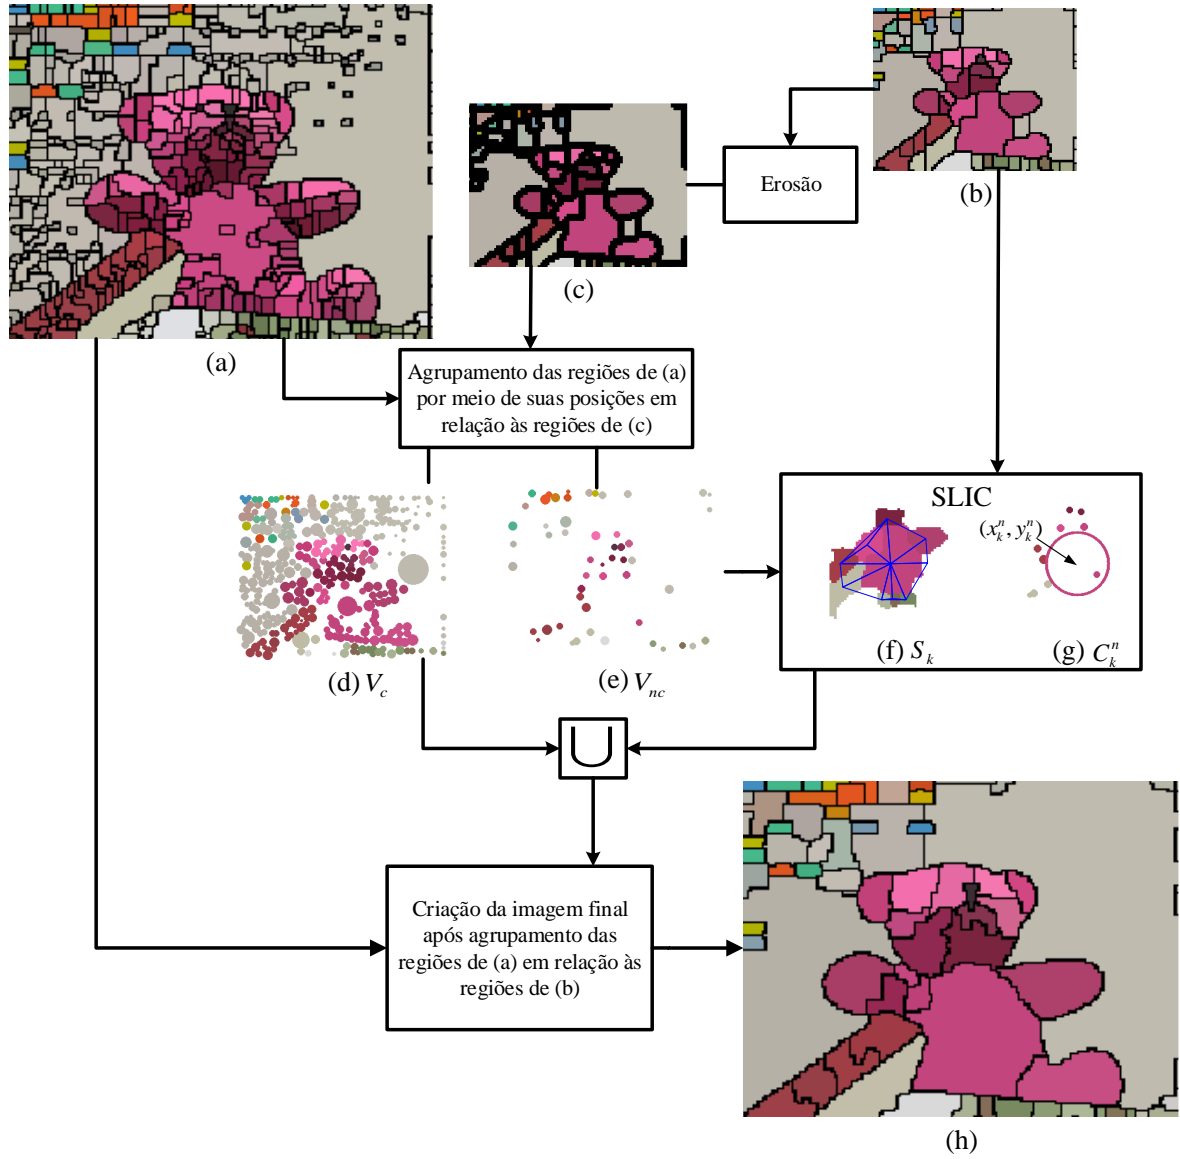 (a)
(b)
Erosão
(c)
Agrupamento das regiões de (a)
por meio de suas posições em
relação às regiões de (c)
SLIC
(x_k^n, y_k^n)
(d) V_c
(e) V_nc
(f) S_k
(g) C_k^n
∪
Criação da imagem final
após agrupamento das
regiões de (a) em relação às
regiões de (b)
(h)